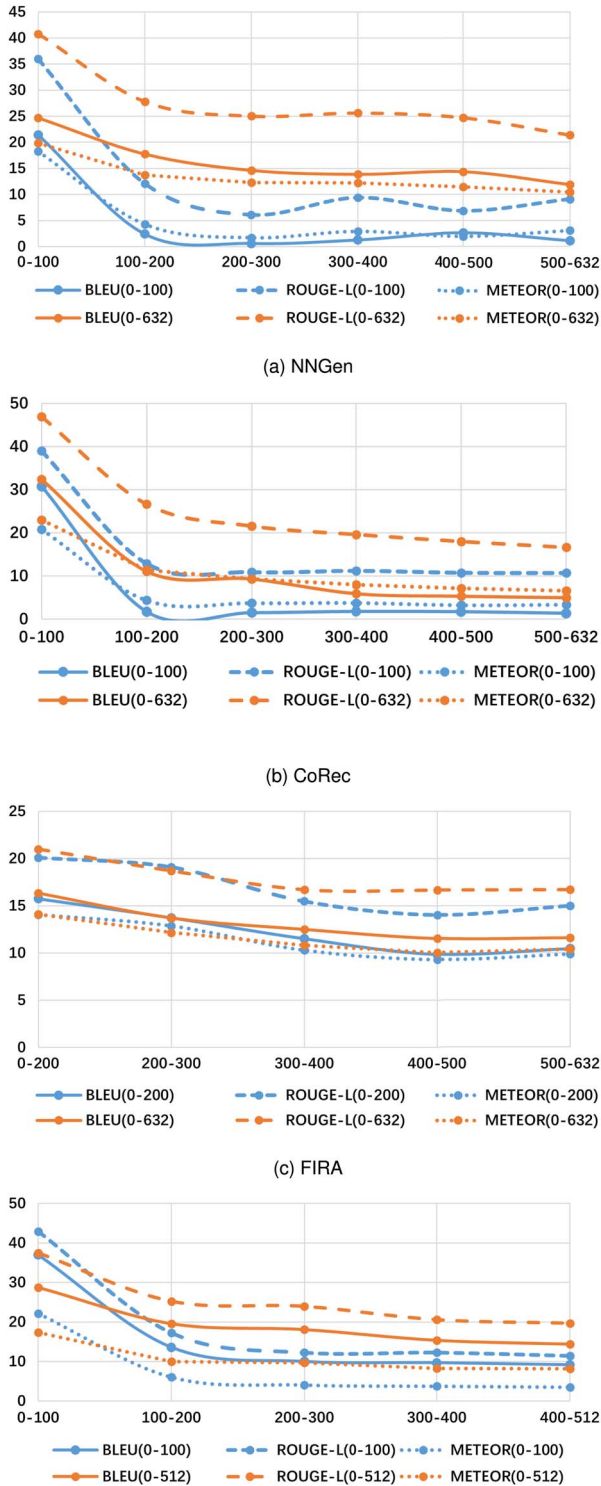 45
40
35
30
25
20
15
10
5
0
0-100 100-200 200-300 300-400 400-500 500-632
BLEU(0-100) ROUGE-L(0-100) METEOR(0-100)
BLEU(0-632) ROUGE-L(0-632) METEOR(0-632)
(a) NNGen
50
40
30
20
10
0
0-100 100-200 200-300 300-400 400-500 500-632
BLEU(0-100) ROUGE-L(0-100) METEOR(0-100)
BLEU(0-632) ROUGE-L(0-632) METEOR(0-632)
(b) CoRec
25
20
15
10
5
0
0-200 200-300 300-400 400-500 500-632
BLEU(0-200) ROUGE-L(0-200) METEOR(0-200)
BLEU(0-632) ROUGE-L(0-632) METEOR(0-632)
(c) FIRA
50
40
30
20
10
0
0-100 100-200 200-300 300-400 400-512
BLEU(0-100) ROUGE-L(0-100) METEOR(0-100)
BLEU(0-512) ROUGE-L(0-512) METEOR(0-512)